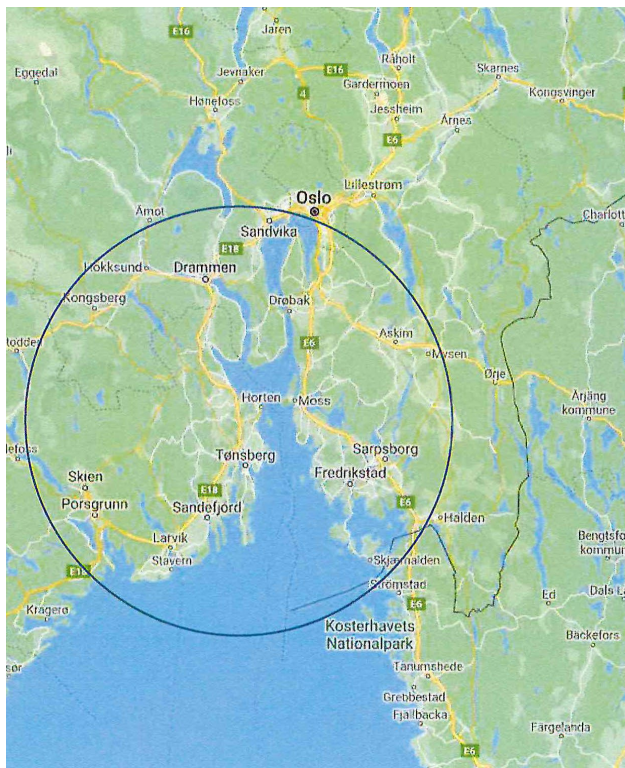 Jaren
E16
Eggedal
Jevnaker
E16
Råholt
Skarnes
Gardermoen
4
Kongsvinger
Hønefoss
Jessheim
Årnes
E6
Lillestrøm
Oslo
Åmot
Charlott
Sandvika
E18
Hokksund
Drammen
Kongsberg
Drøbak
Askim
E6
Mysen
Ørje
Årjäng
kommune
Horten
Moss
Tønsberg
Sarpsborg
Fredrikstad
Skien
Porsgrunn
E18
Sandefjord
E6
Halden
Larvik
Stavern
Bengtsfo
kommun
Skjærhalden
E18
Strömstad
Kragerø
E6
Ed
Dals L
Kosterhavets
Nationalpark
Bäckefors
Tanumshede
Grebbestad
Fjällbacka
Färgelanda
E6